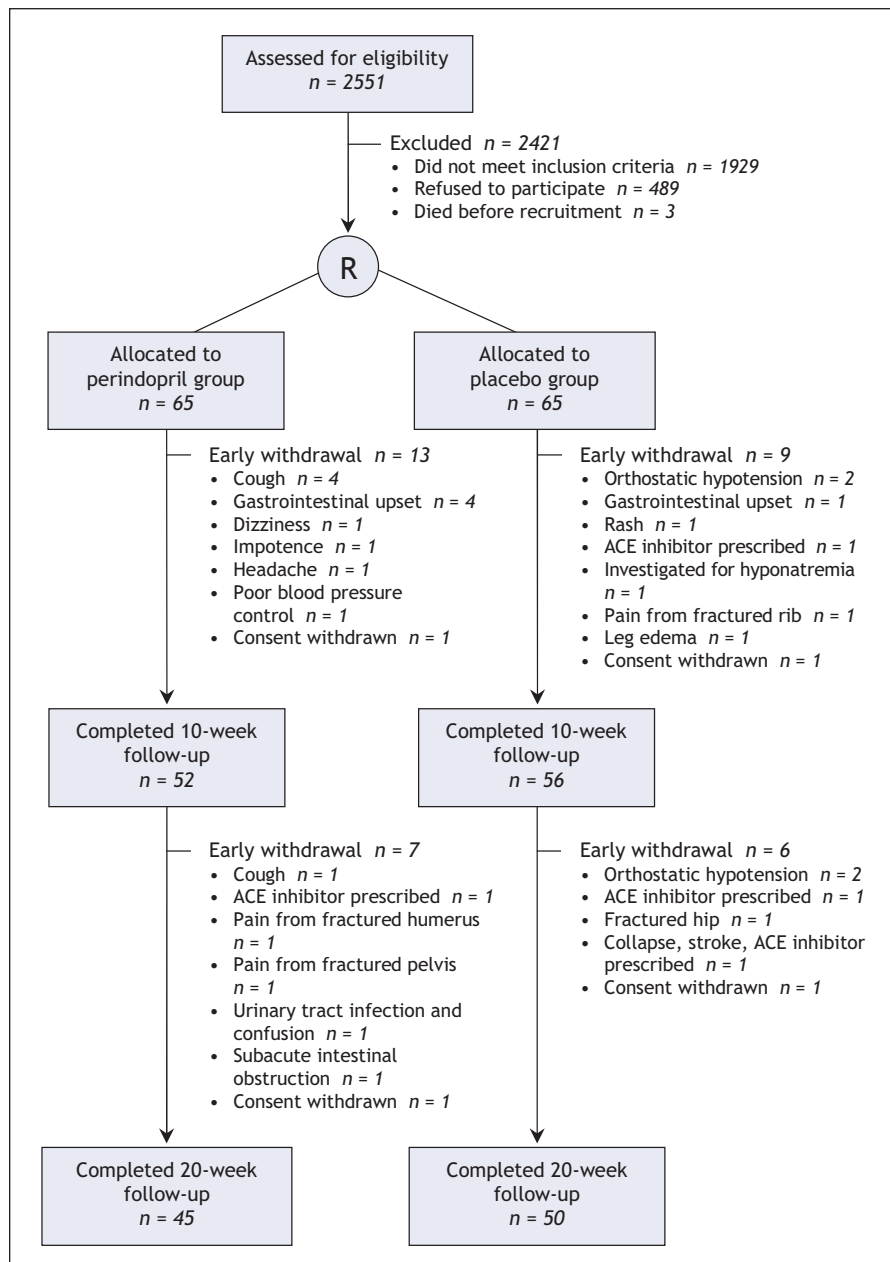 Assessed for eligibility
n = 2551
Excluded n = 2421
• Did not meet inclusion criteria n = 1929
• Refused to participate n = 489
• Died before recruitment n = 3
R
Allocated to
perindopril group
n = 65
Allocated to
placebo group
n = 65
Early withdrawal n = 13
• Cough n = 4
• Gastrointestinal upset n = 4
• Dizziness n = 1
• Impotence n = 1
• Headache n = 1
• Poor blood pressure
control n = 1
• Consent withdrawn n = 1
Early withdrawal n = 9
• Orthostatic hypotension n = 2
• Gastrointestinal upset n = 1
• Rash n = 1
• ACE inhibitor prescribed n = 1
• Investigated for hyponatremia
n = 1
• Pain from fractured rib n = 1
• Leg edema n = 1
• Consent withdrawn n = 1
Completed 10-week
follow-up
n = 52
Completed 10-week
follow-up
n = 56
Early withdrawal n = 7
• Cough n = 1
• ACE inhibitor prescribed n = 1
• Pain from fractured humerus
n = 1
• Pain from fractured pelvis
n = 1
• Urinary tract infection and
confusion n = 1
• Subacute intestinal
obstruction n = 1
• Consent withdrawn n = 1
Early withdrawal n = 6
• Orthostatic hypotension n = 2
• ACE inhibitor prescribed n = 1
• Fractured hip n = 1
• Collapse, stroke, ACE inhibitor
prescribed n = 1
• Consent withdrawn n = 1
Completed 20-week
follow-up
n = 45
Completed 20-week
follow-up
n = 50